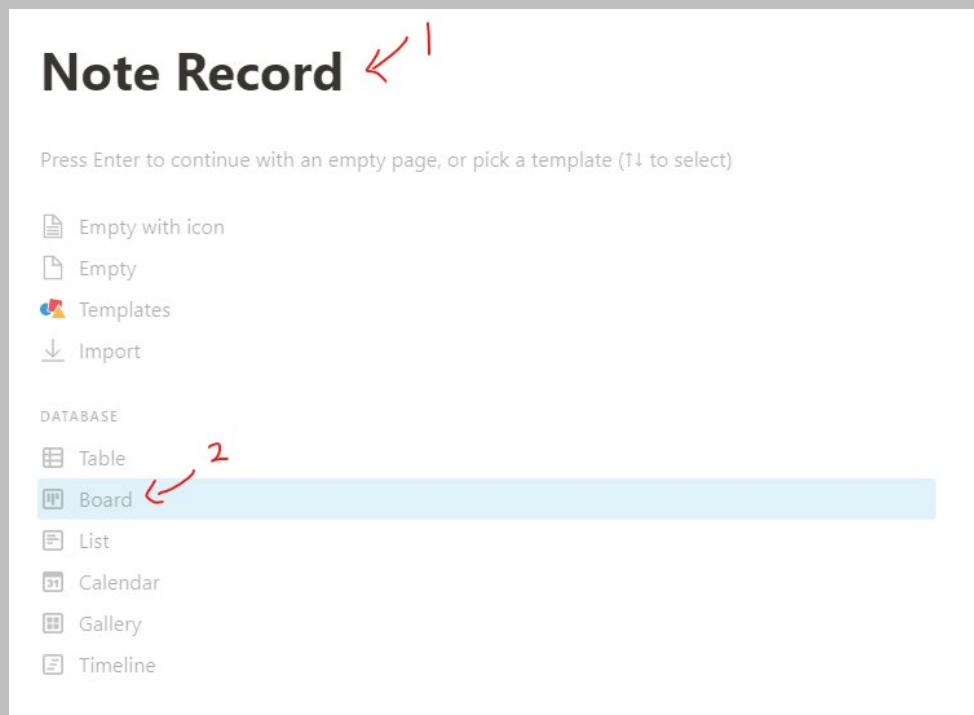 Note Record 1
Press Enter to continue with an empty page, or pick a template (↑↓ to select)
Empty with icon
Empty
Templates
Import
DATABASE
Table
2
Board
List
31 Calendar
Gallery
Timeline